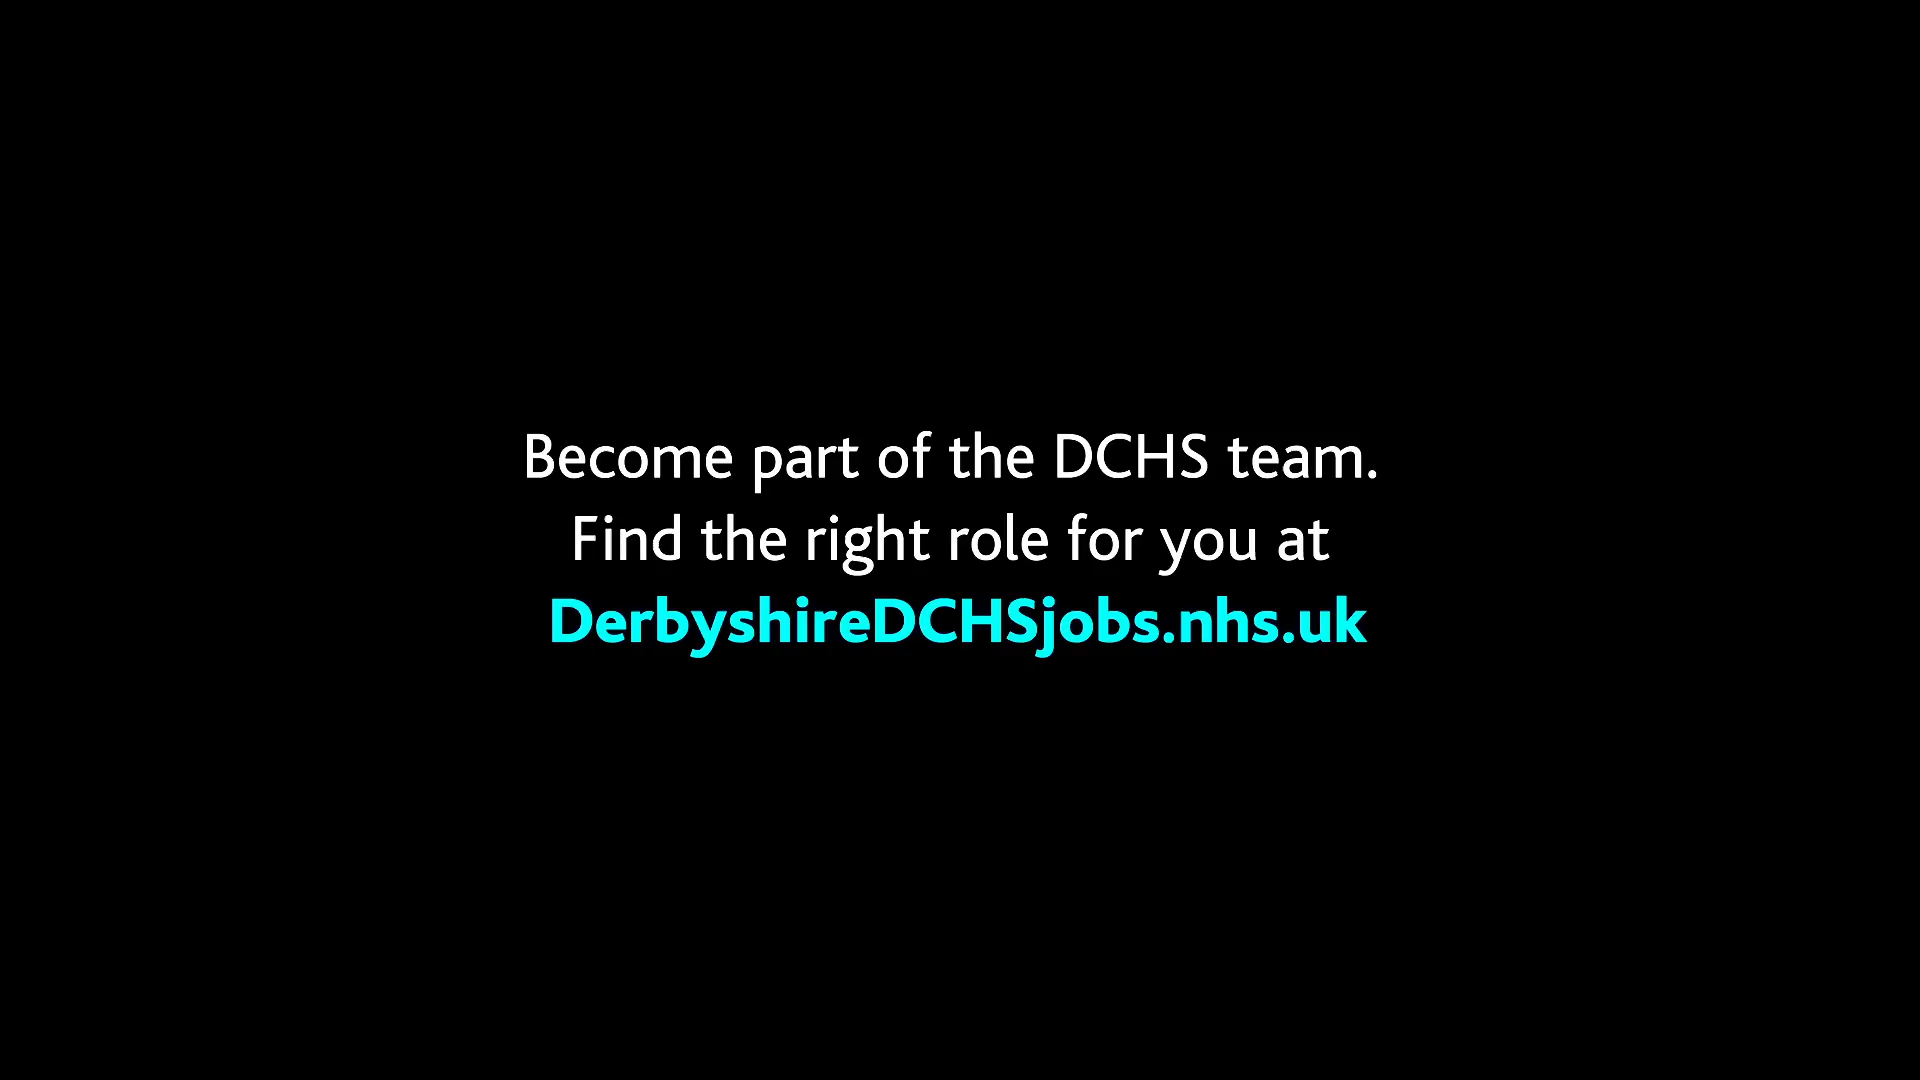 Become part of the DCHS team.
Find the right role for you at
DerbyshireDCHSjobs.nhs.uk